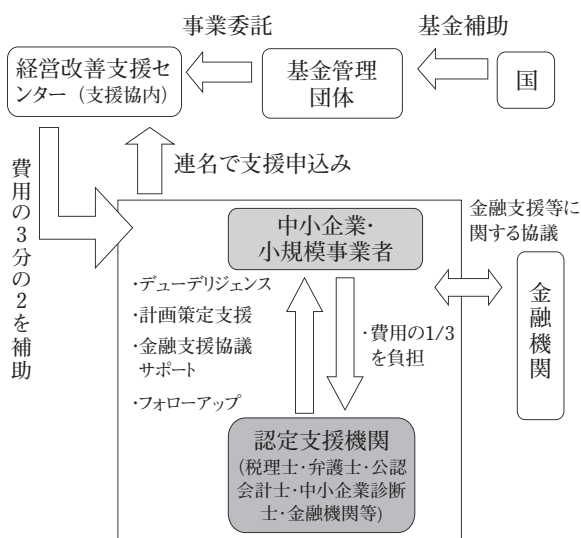 事業委託
基金補助
経営改善支援セ
ンター（支援協内）
基金管理
団体
国
連名で支援申込み
費用の3分の2を補助
中小企業・
小規模事業者
金融支援等に
関する協議
・デューデリジェンス
・計画策定支援
・金融支援協議
サポート
・フォローアップ
・費用の1/3
を負担
金融機関
認定支援機関
(税理士・弁護士・公認
会計士・中小企業診断
士・金融機関等)